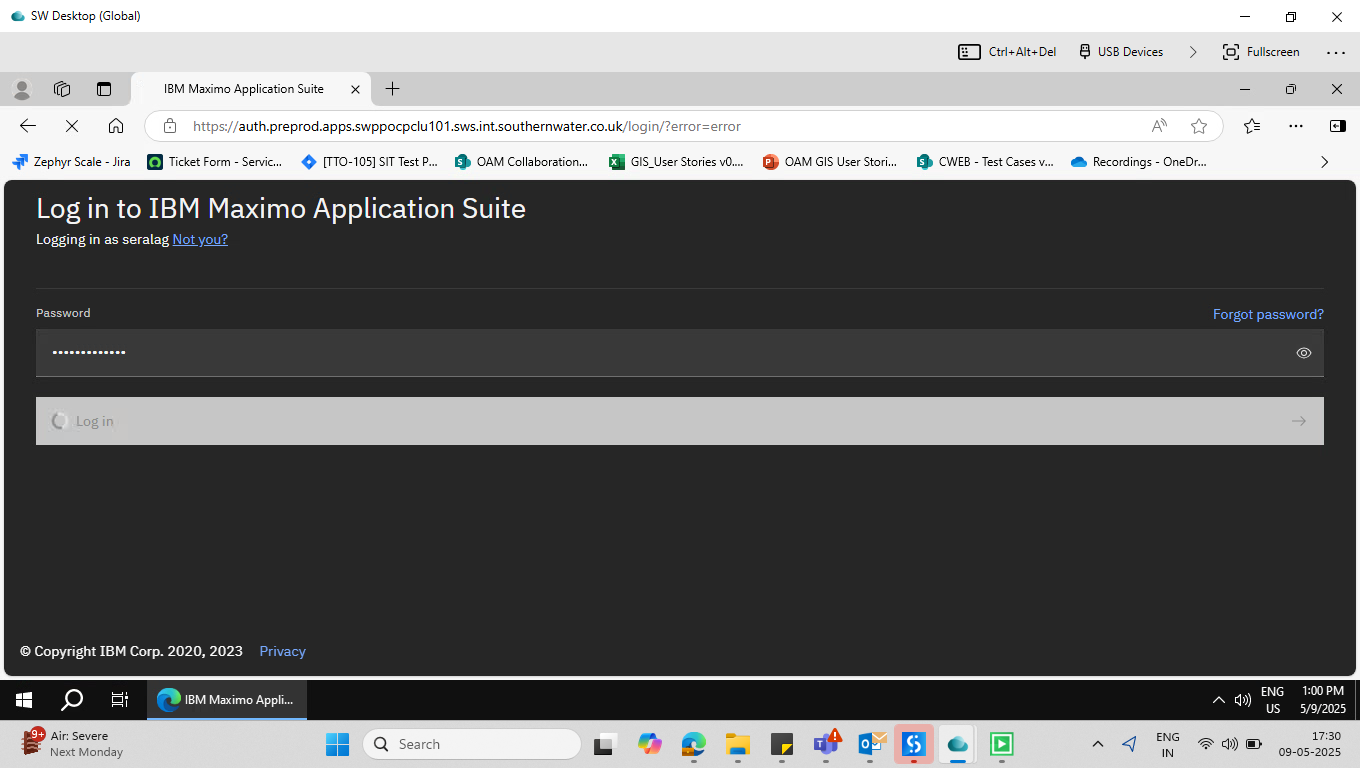 SW Desktop (Global)
Ctrl+Alt+Del USB Devices Fullscreen
IBM Maximo Application Suite
https://auth.preprod.apps.swppocpclu101.sws.int.southernwater.co.uk/login/?error=error
Zephyr Scale - Jira Ticket Form - Servic... [TTO-105] SIT Test P... OAM Collaboration... GIS_User Stories v0.... OAM GIS User Stori... CWEB - Test Cases v... Recordings - OneDr...
Log in to IBM Maximo Application Suite
Logging in as seralag Not you?
Password Forgot password?
Log in
© Copyright IBM Corp. 2020, 2023 Privacy
IBM Maximo Appli... ENG 1:00 PM
US 5/9/2025
9+ Air: Severe
Next Monday
Search
ENG 17:30
IN 09-05-2025